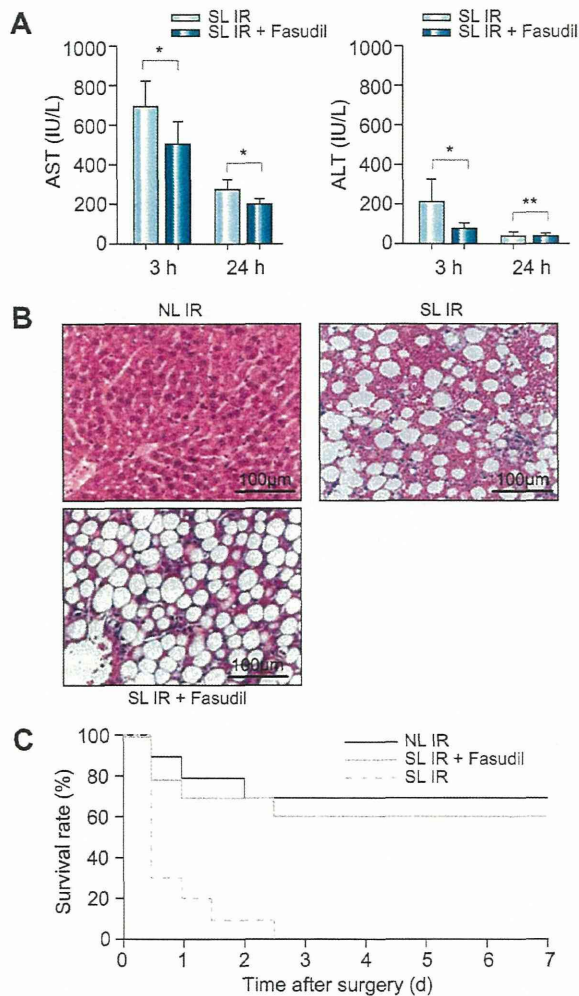 A
SL IR
SL IR + Fasudil
AST (IU/L)
1000
800
600
400
200
0
*
*
3 h
24 h
SL IR
SL IR + Fasudil
ALT (IU/L)
1000
800
600
400
200
0
*
**
3 h
24 h
B
NL IR
100µm
SL IR
100µm
100µm
SL IR + Fasudil
C
NL IR
SL IR + Fasudil
SL IR
Survival rate (%)
100
80
60
40
20
0
0 1 2 3 4 5 6 7
Time after surgery (d)